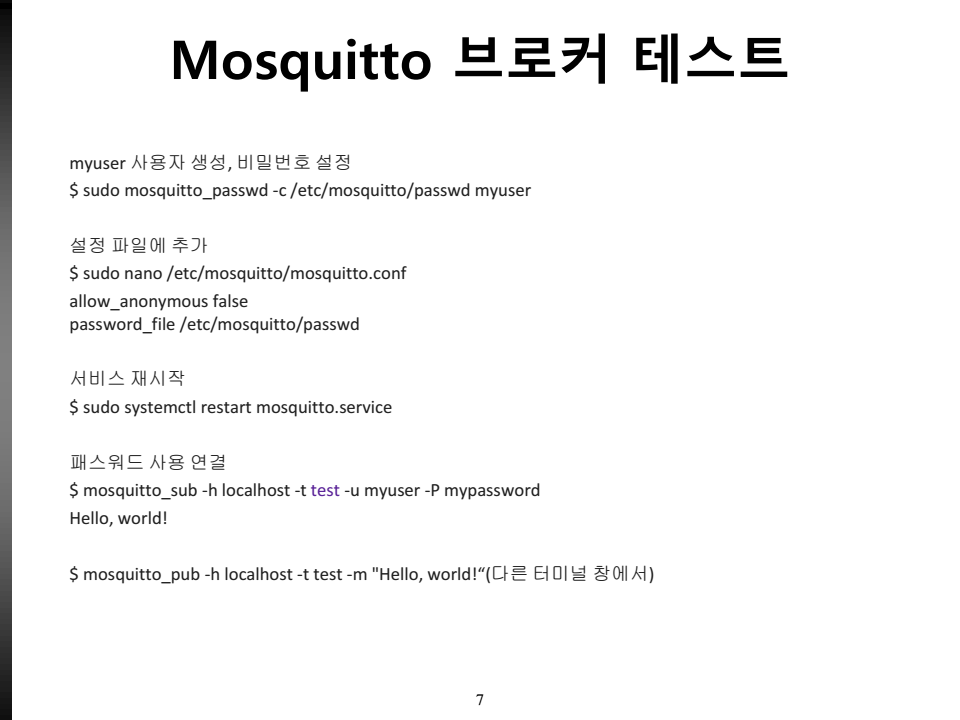 Mosquitto 브로커 테스트
myuser 사용자 생성, 비밀번호 설정
$ sudo mosquitto_passwd -c /etc/mosquitto/passwd myuser
설정 파일에 추가
$ sudo nano /etc/mosquitto/mosquitto.conf
allow_anonymous false
password_file /etc/mosquitto/passwd
서비스 재시작
$ sudo systemctl restart mosquitto.service
패스워드 사용 연결
$ mosquitto_sub -h localhost -t test -u myuser -P mypassword
Hello, world!
$ mosquitto_pub -h localhost -t test -m "Hello, world!“(다른 터미널 창에서)
7